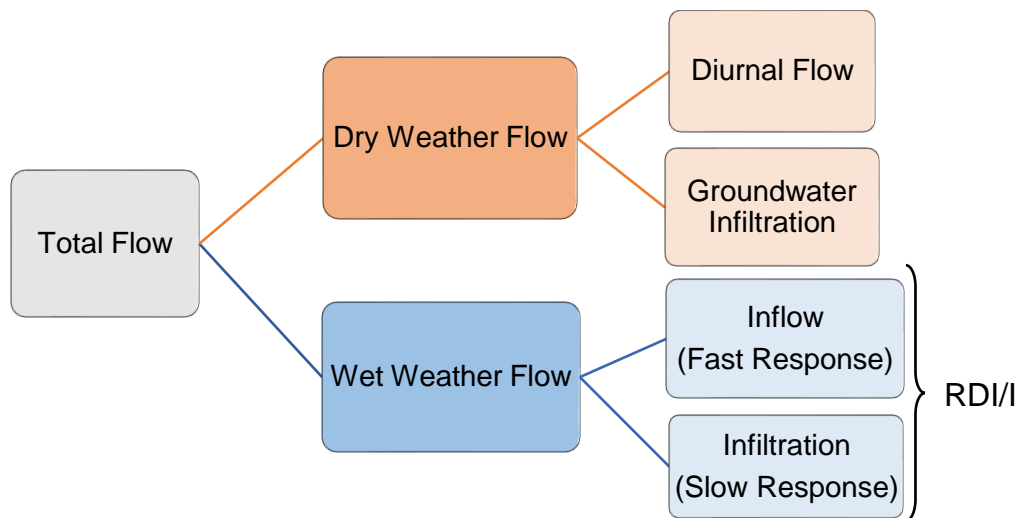 Total Flow
Dry Weather Flow
Diurnal Flow
Groundwater
Infiltration
Wet Weather Flow
Inflow
(Fast Response)
Infiltration
(Slow Response)
RDI/I